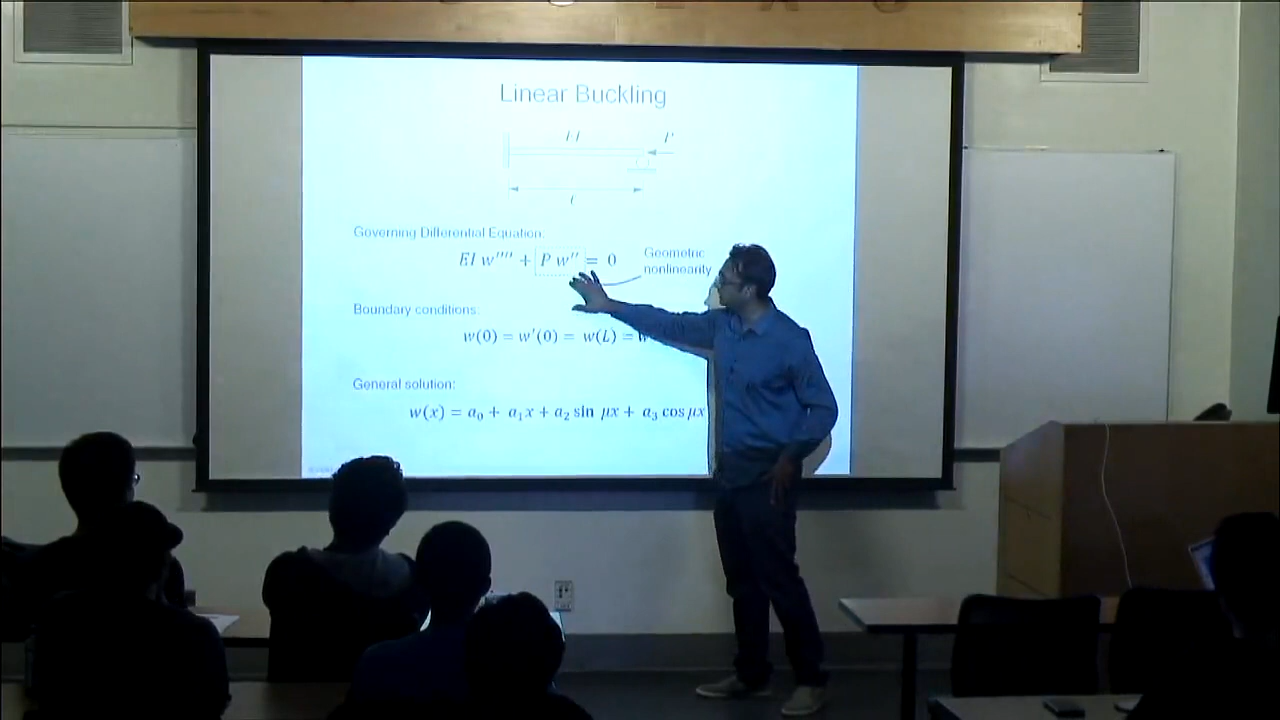 Linear Buckling
P
Governing Differential Equation:
EI w'''' + P w'' = 0
Geometric
nonlinearity
Boundary conditions:
w(0) = w'(0) = w(L) =
General solution:
w(x) = a₀ + a₁x + a₂ sin μx + a₃ cos μx